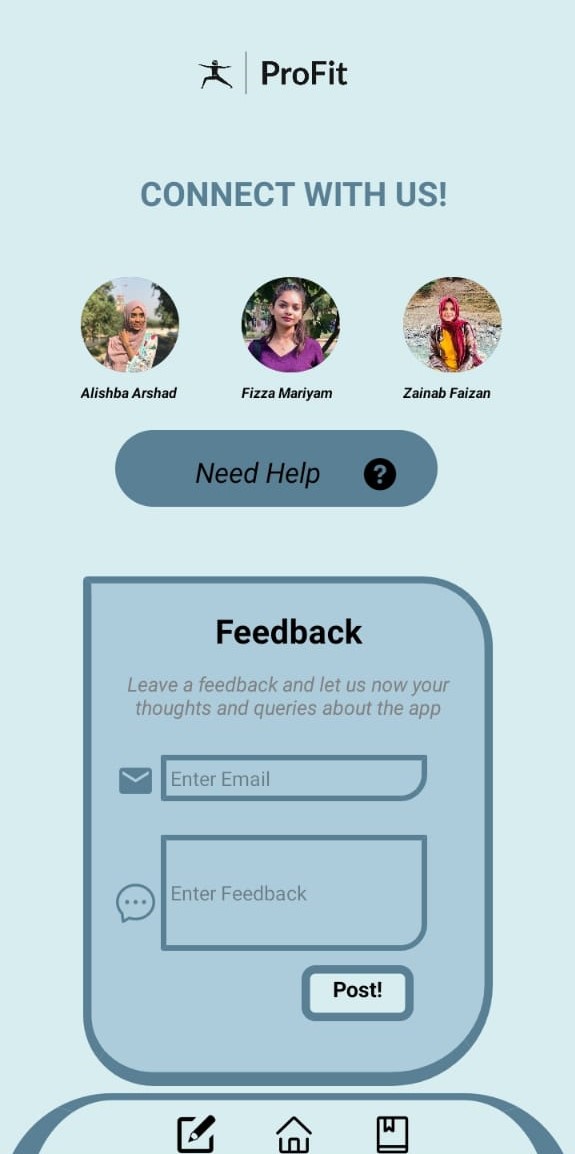 ProFit
CONNECT WITH US!
Alishba Arshad
Fizza Mariyam
Zainab Faizan
Need Help ?
Feedback
Leave a feedback and let us now your
thoughts and queries about the app
Enter Email
Enter Feedback
Post!